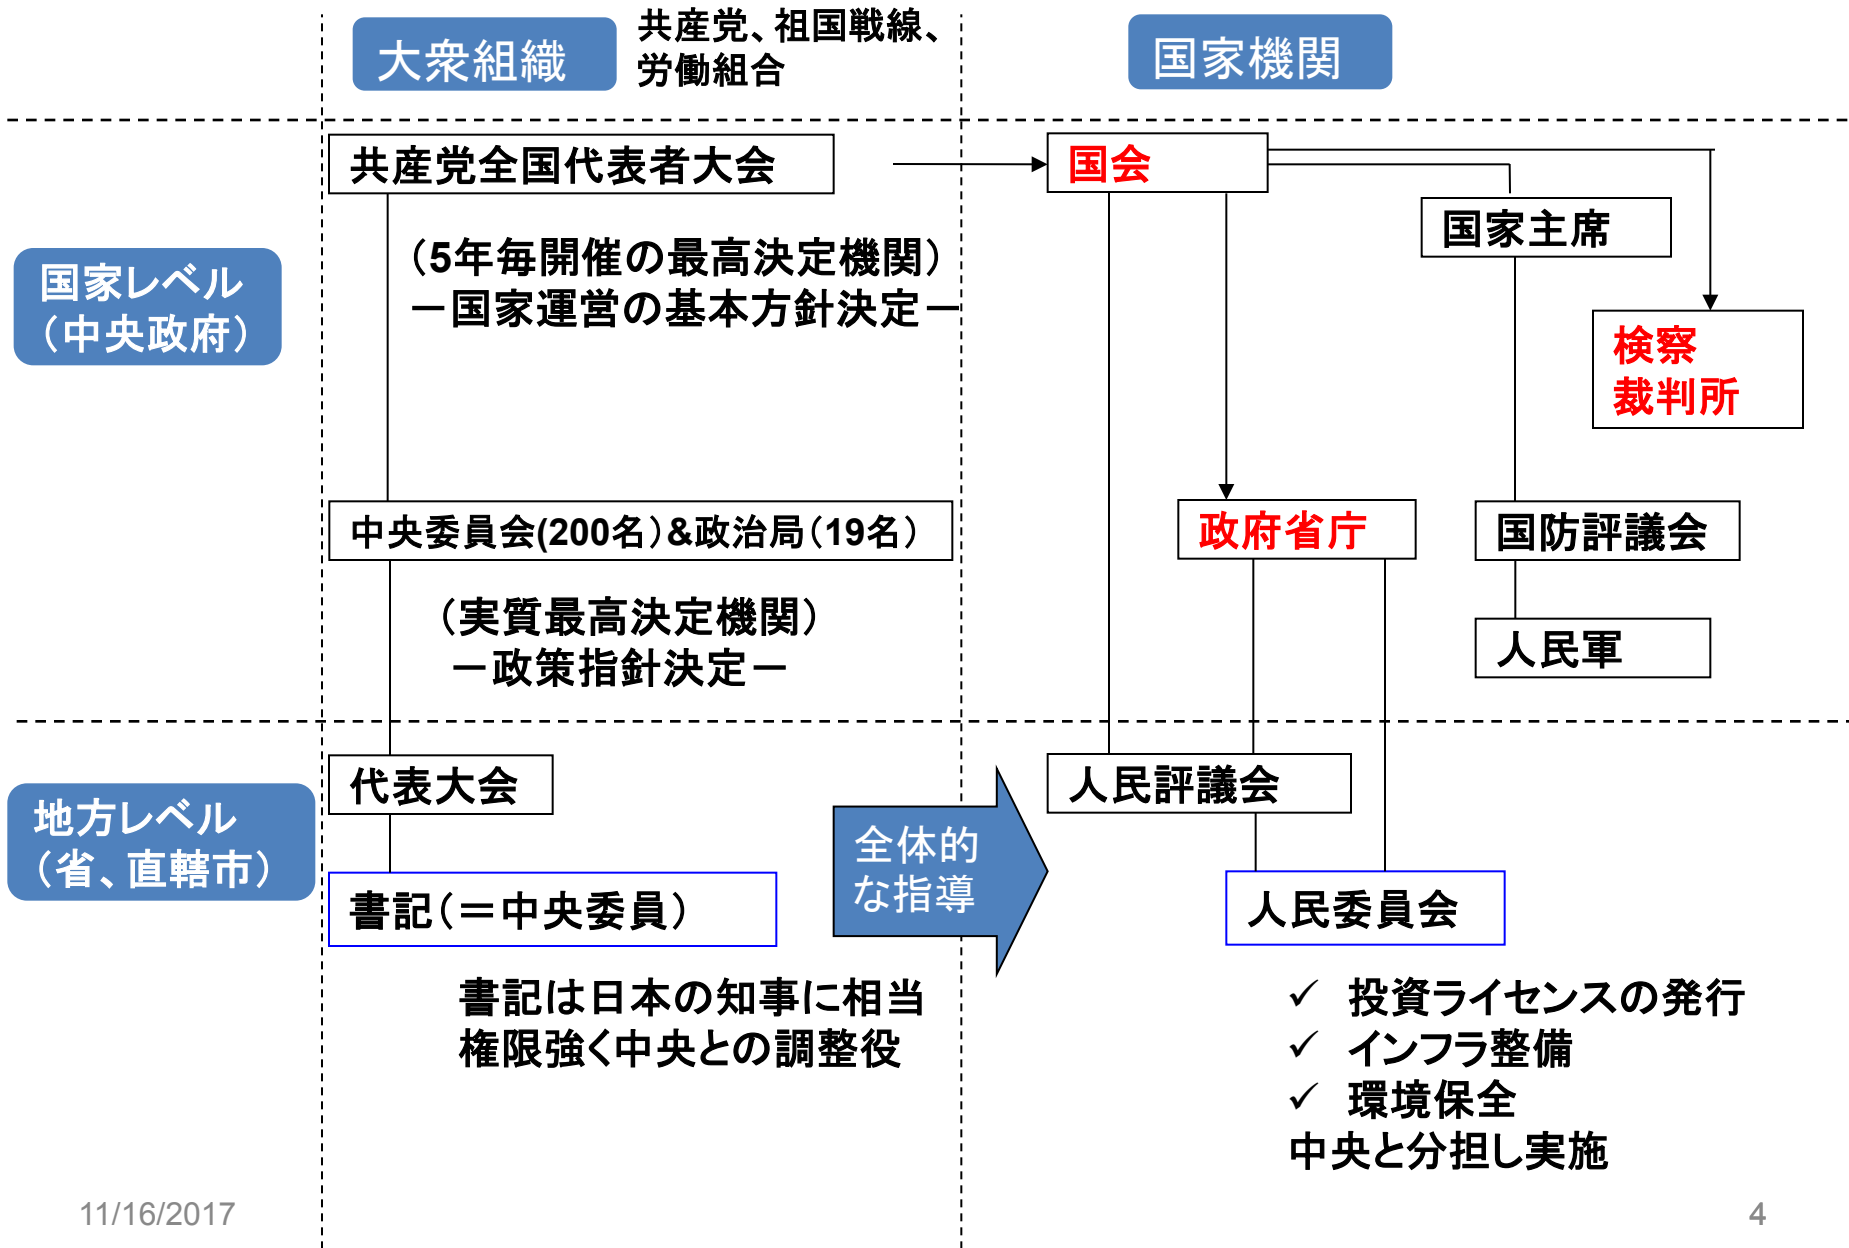 大衆組織
共産党、祖国戦線、
労働組合
国家機関
共産党全国代表者大会
国会
国家主席
国家レベル
（中央政府）
（5年毎開催の最高決定機関）
－国家運営の基本方針決定－
検察
裁判所
中央委員会(200名）&政治局（19名）
政府省庁
国防評議会
（実質最高決定機関）
－政策指針決定－
人民軍
地方レベル
（省、直轄市）
代表大会
全体的
な指導
人民評議会
書記（＝中央委員）
人民委員会
書記は日本の知事に相当
権限強く中央との調整役
✓ 投資ライセンスの発行
✓ インフラ整備
✓ 環境保全
中央と分担し実施
11/16/2017
4